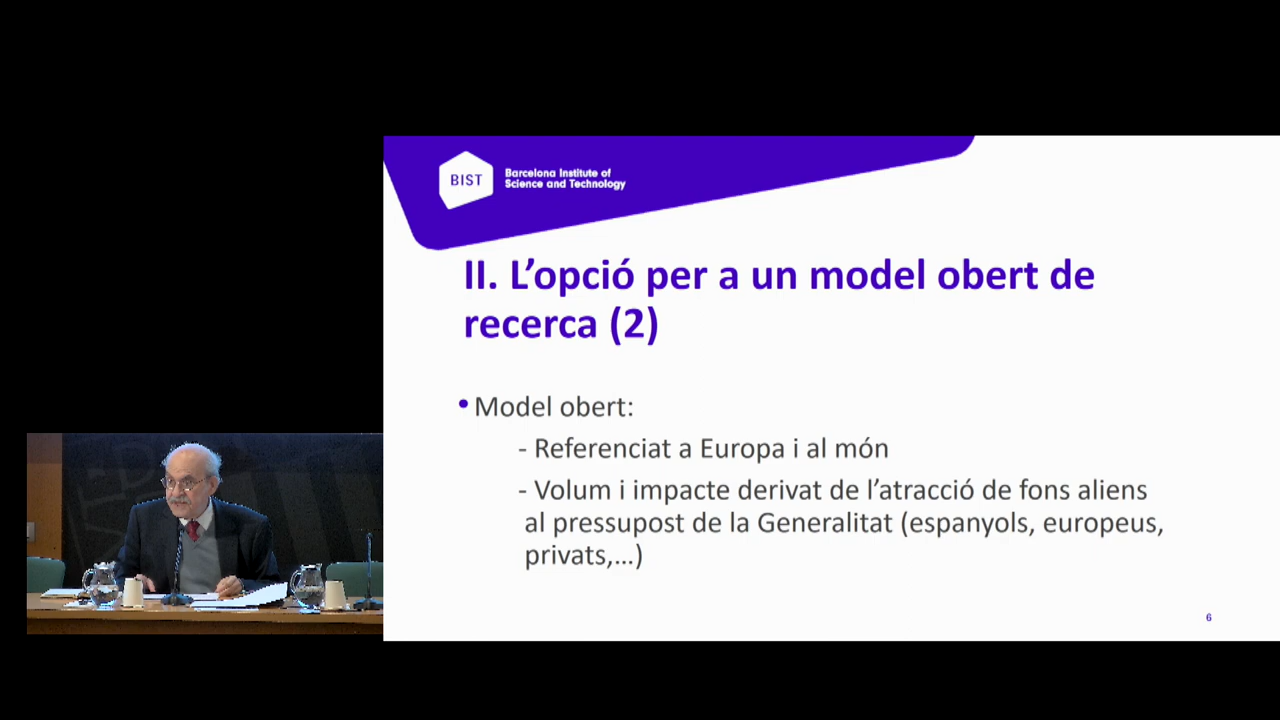 BIST
Barcelona Institute of
Science and Technology
II. L’opció per a un model obert de
recerca (2)
• Model obert:
- Referenciat a Europa i al món
- Volum i impacte derivat de l’atracció de fons aliens
al pressupost de la Generalitat (espanyols, europeus,
privats,...)
6